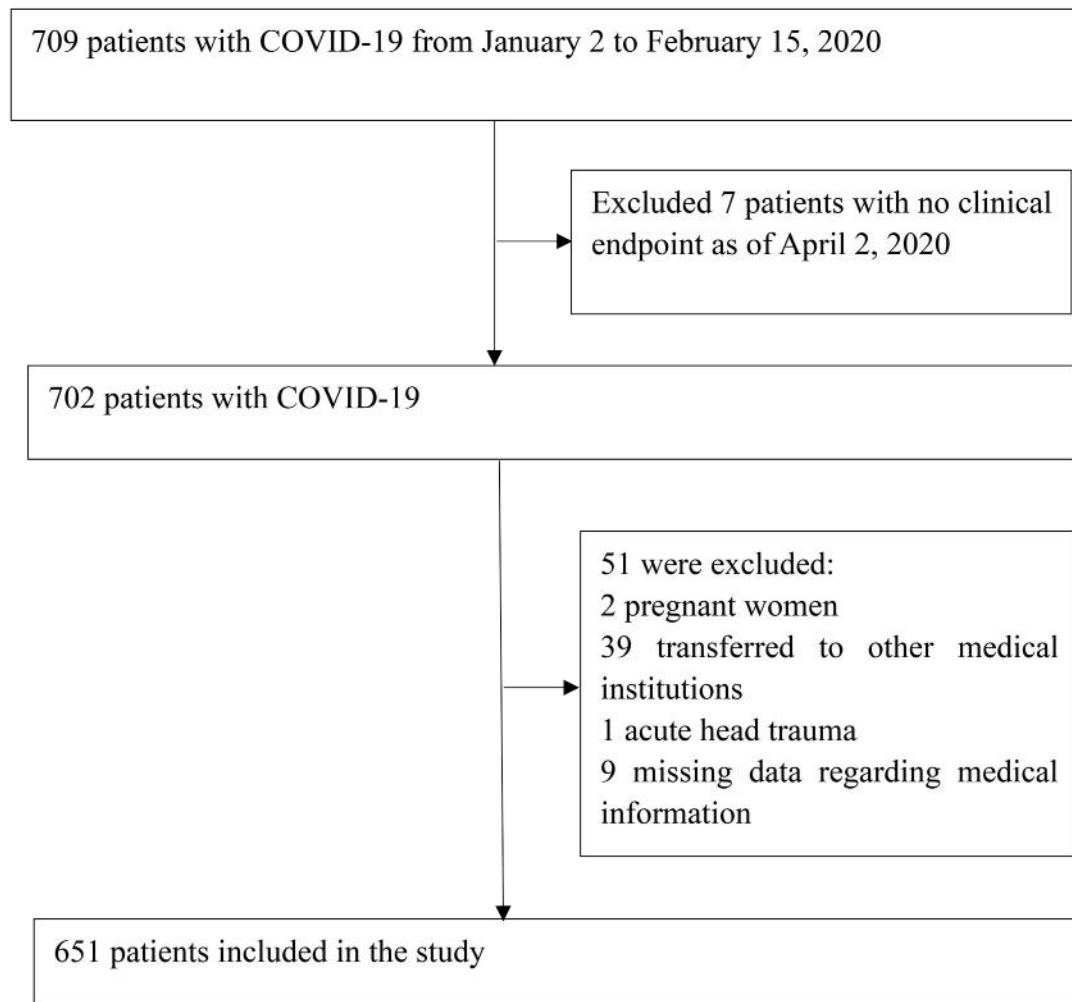 709 patients with COVID-19 from January 2 to February 15, 2020
Excluded 7 patients with no clinical
endpoint as of April 2, 2020
702 patients with COVID-19
51 were excluded:
2 pregnant women
39 transferred to other medical
institutions
1 acute head trauma
9 missing data regarding medical
information
651 patients included in the study